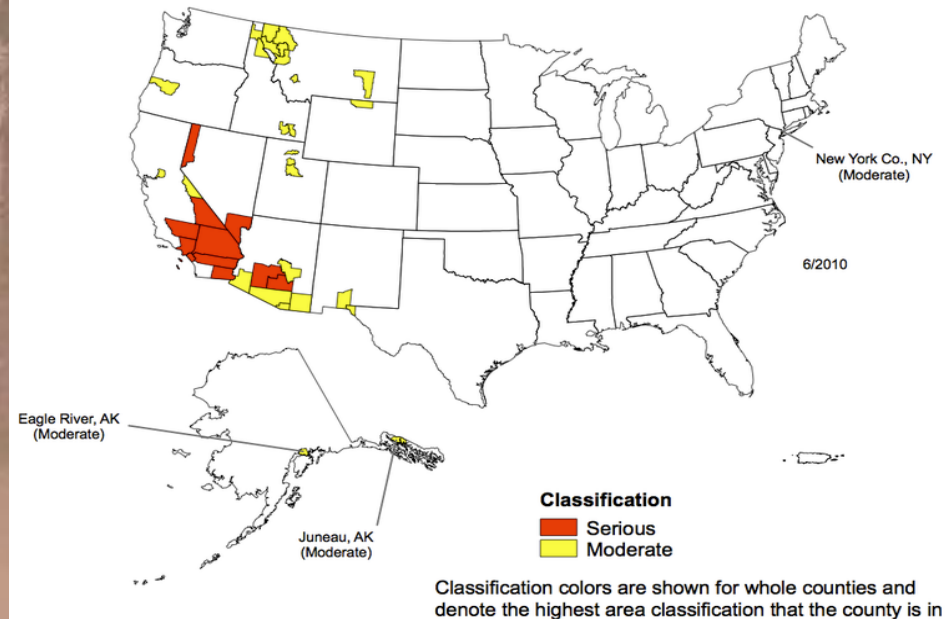 New York Co., NY
(Moderate)
6/2010
Eagle River, AK
(Moderate)
Juneau, AK
(Moderate)
Classification
Serious
Moderate
Classification colors are shown for whole counties and
denote the highest area classification that the county is in